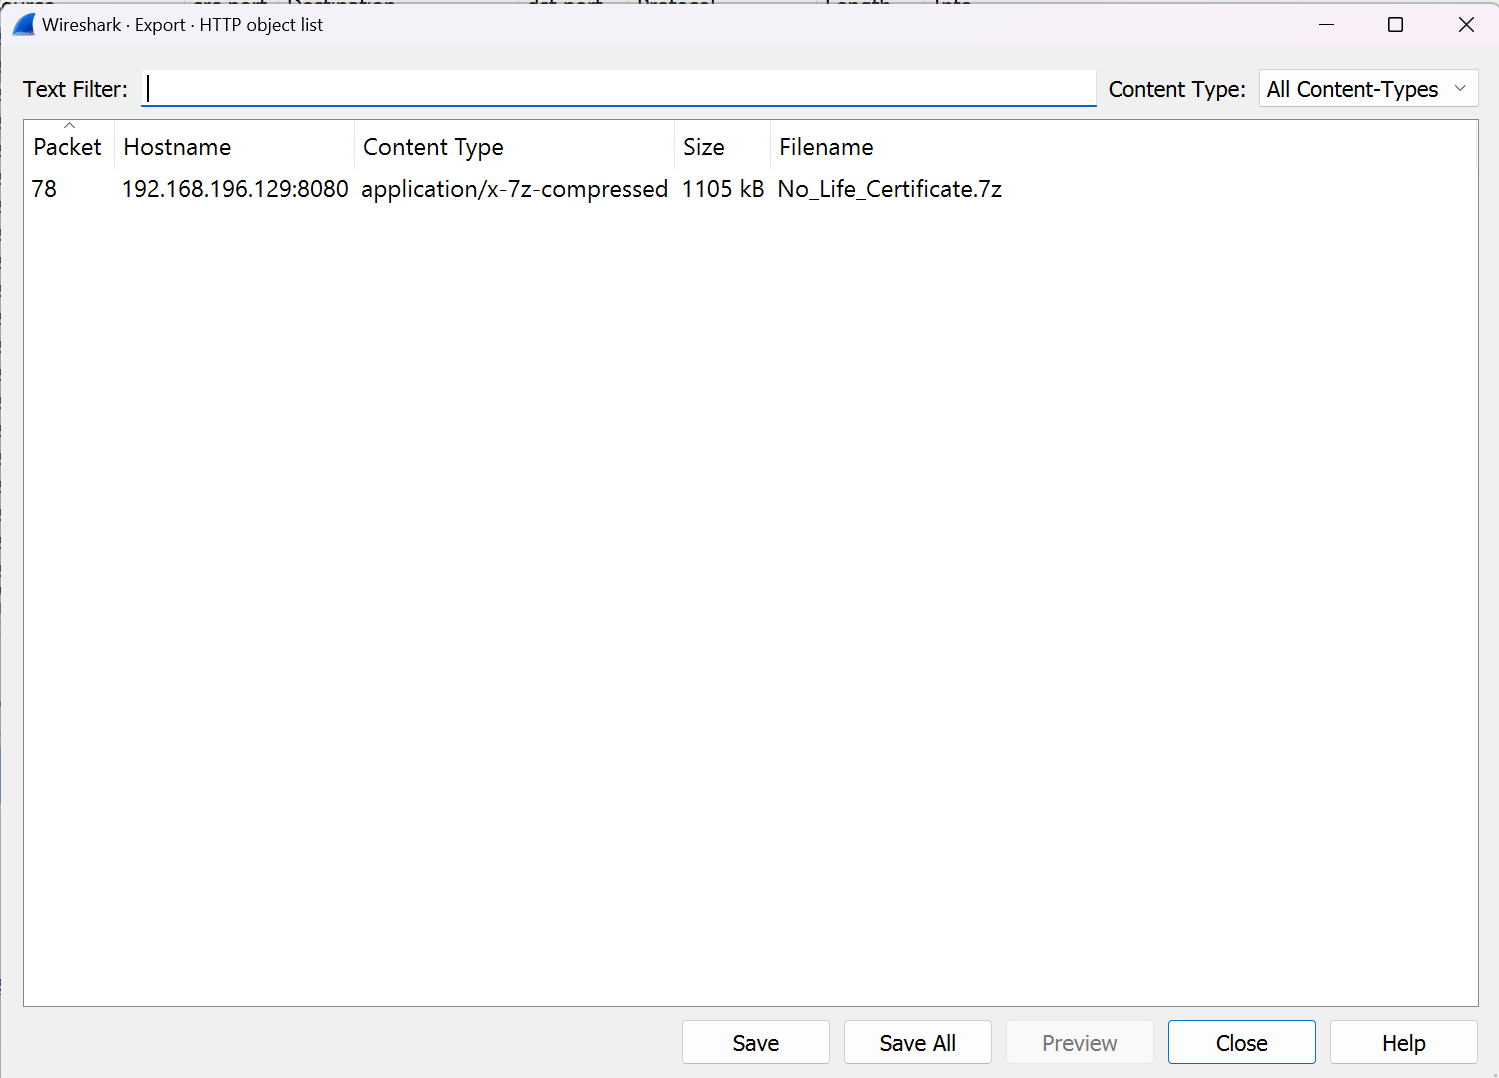 Wireshark · Export · HTTP object list
Text Filter:
Content Type: All Content-Types
Packet Hostname Content Type Size Filename
78 192.168.196.129:8080 application/x-7z-compressed 1105 kB No_Life_Certificate.7z
Save Save All Preview Close Help